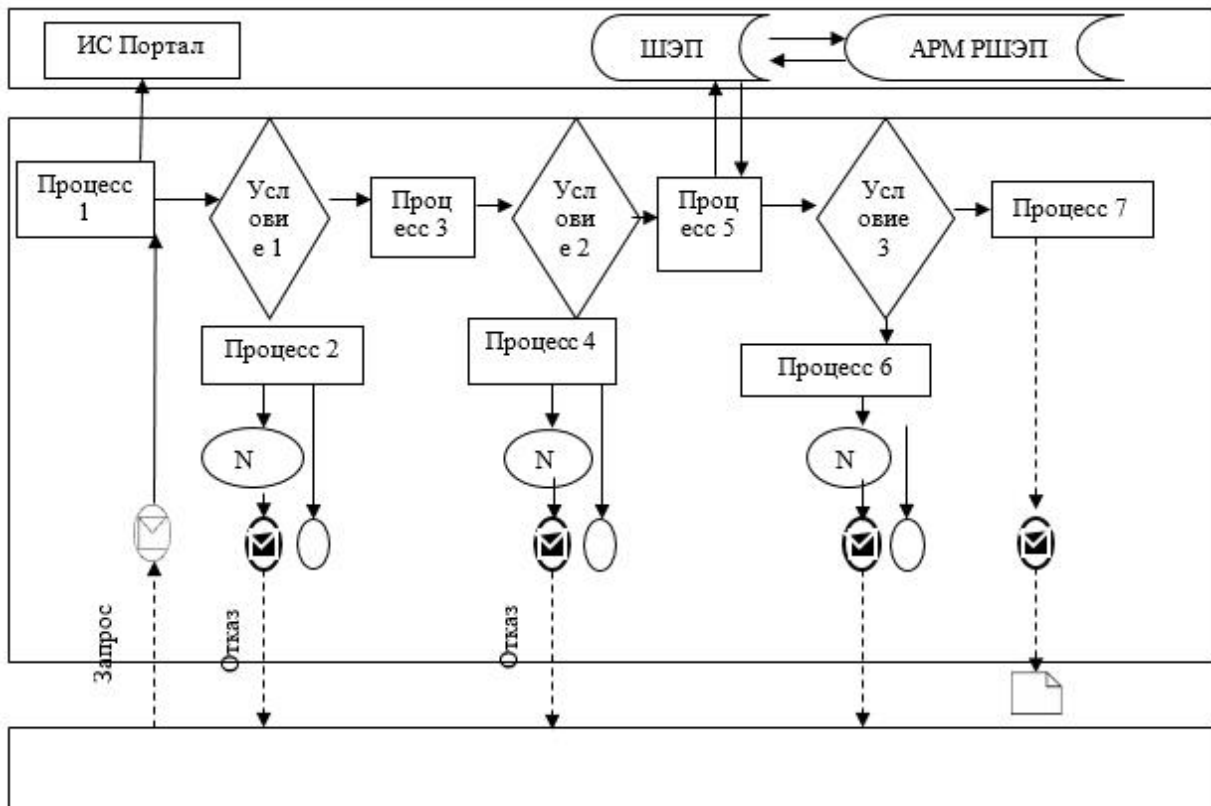 ИС Портал
ШЭП
АРМ РШЭП
Процесс
1
Усл
ови
е 1
Проц
есс 3
Усл
ови
е 2
Проц
есс 5
Усл
овие
3
Процесс 7
Процесс 2
Процесс 4
Процесс 6
N
N
N
Запрос
Отказ
Отказ